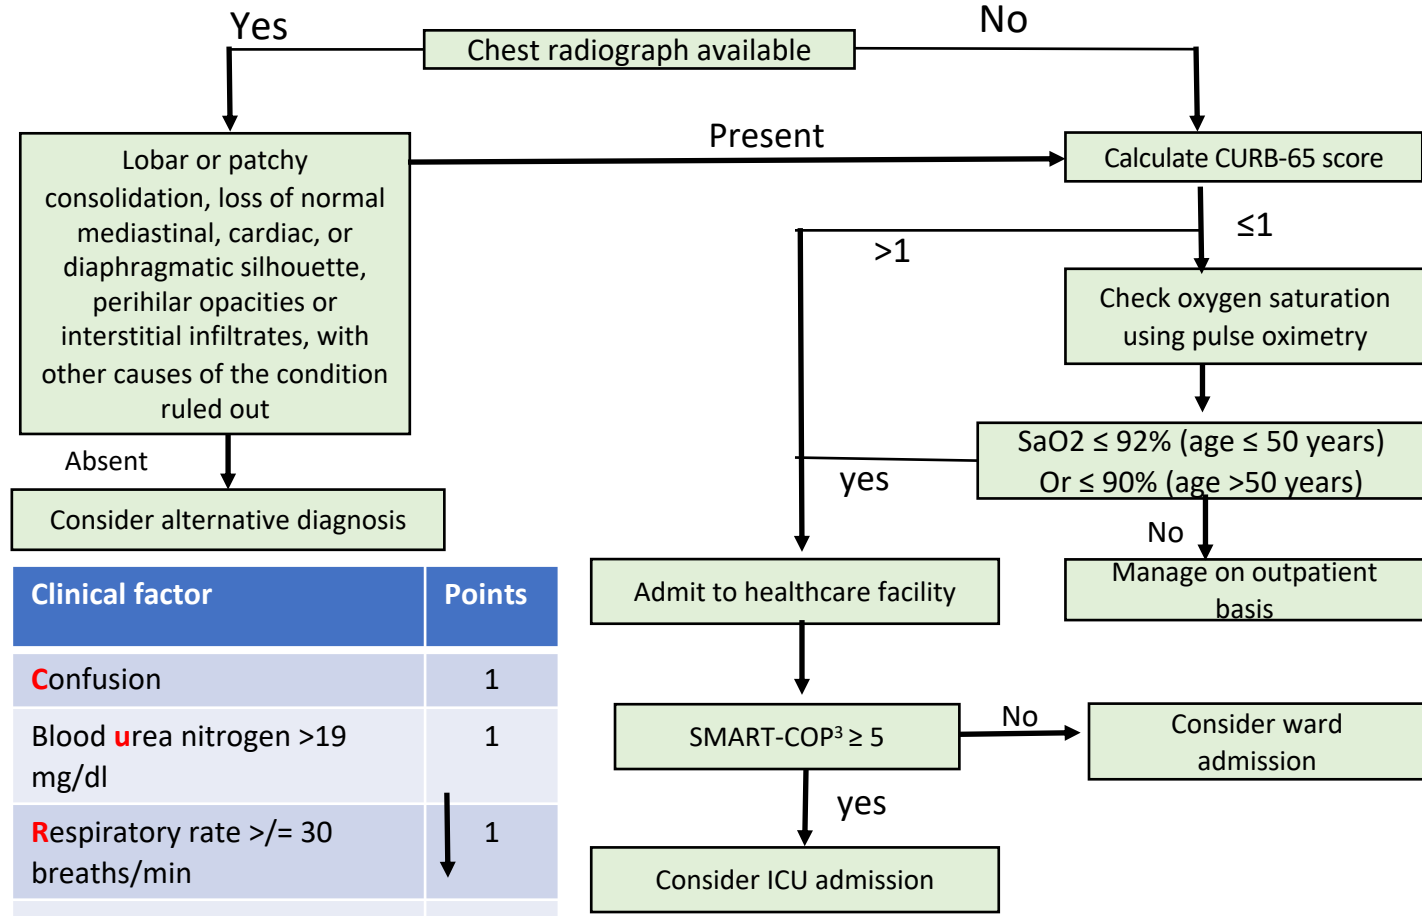 Yes
No
Chest radiograph available
Lobar or patchy
consolidation, loss of normal
mediastinal, cardiac, or
diaphragmatic silhouette,
perihilar opacities or
interstitial infiltrates, with
other causes of the condition
ruled out
Present
Calculate CURB-65 score
>1
≤1
Check oxygen saturation
using pulse oximetry
SaO2 ≤ 92% (age ≤ 50 years)
Or ≤ 90% (age >50 years)
yes
No
Manage on outpatient
basis
Absent
Consider alternative diagnosis
Admit to healthcare facility
SMART-COP³ ≥ 5
No
Consider ward
admission
yes
Consider ICU admission
Clinical factor Points
Confusion 1
Blood urea nitrogen >19 1
mg/dl
Respiratory rate >/= 30 1
breaths/min